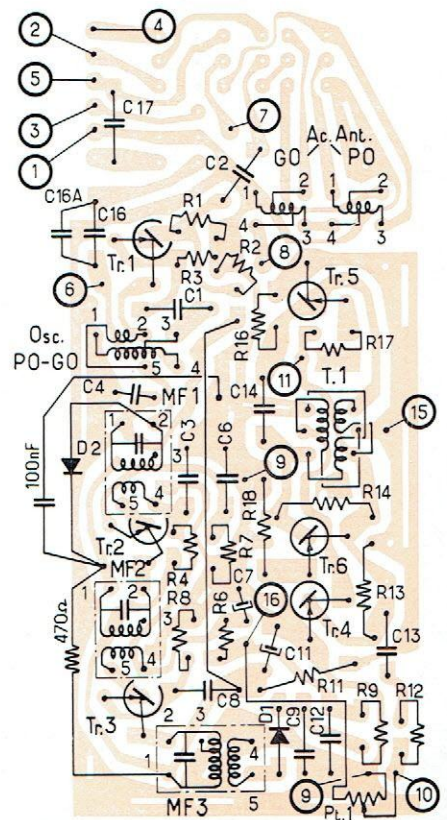 2 4
5
3 C17 7
1 C2 Ac. Ant.
GO PO
C16A C16 R1 1 2 1 2
Tr.1 4 3 4 3
R2
6 R3 8
C1 Tr.5
Osc. 1 2 3 R16
PO-GO 5 4 R17
C4 MF1 11 T.1
1 2 C14 15
D2 3 C3 C6
100nF 5 4 9
R18 R14
Tr.2 R7 Tr.6
MF2 R4 C7
1 2 R8 R6 16 R13
3 Tr.4
470Ω 5 4 C11 C13
R11
Tr.3 C8 R9 R12
2 3 D1 C9 C12
1 4
5 9 10
MF3 Pt.1